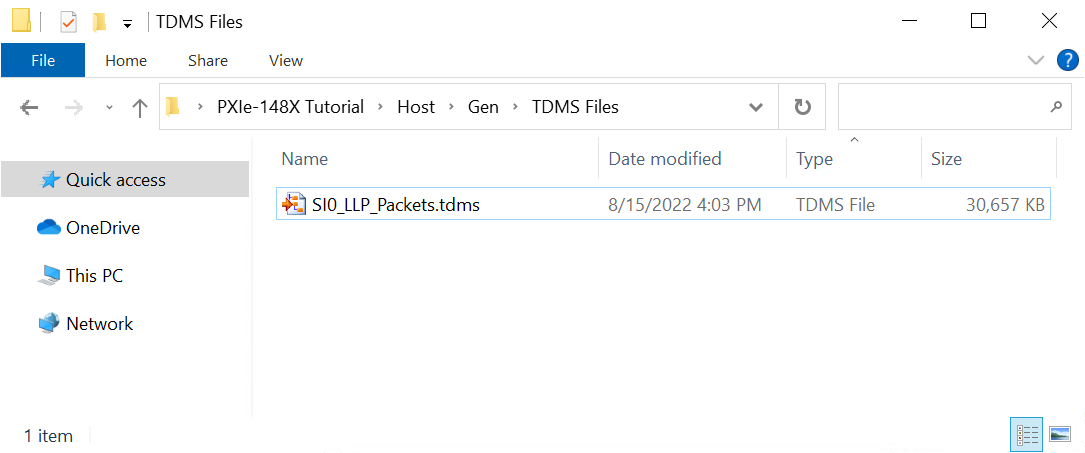 TDMS Files
File Home Share View
PXIe-148X Tutorial Host Gen TDMS Files
Name Date modified Type Size
Quick access
SI0_LLP_Packets.tdms 8/15/2022 4:03 PM TDMS File 30,657 KB
OneDrive
This PC
Network
1 item